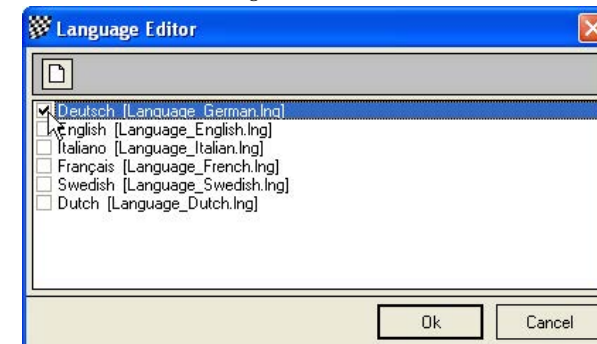 Language Editor
Deutsch [Language_German.lng]
English [Language_English.lng]
Italiano [Language_Italian.lng]
Français [Language_French.lng]
Swedish [Language_Swedish.lng]
Dutch [Language_Dutch.lng]
Ok Cancel